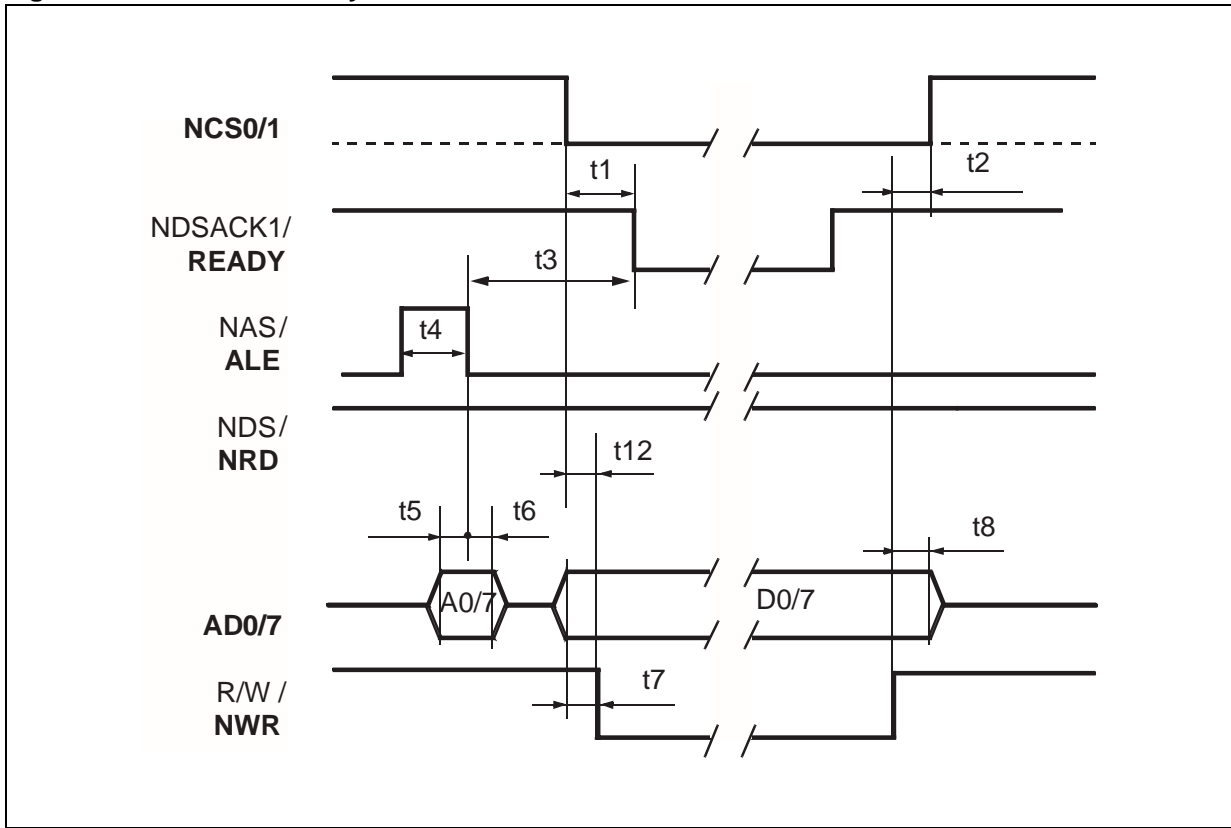 NCS0/1
t1
t2
NDSACK1/
READY
t3
NAS/
ALE
t4
NDS/
NRD
t12
t5
t6
t8
A0/7
D0/7
AD0/7
R/W /
NWR
t7